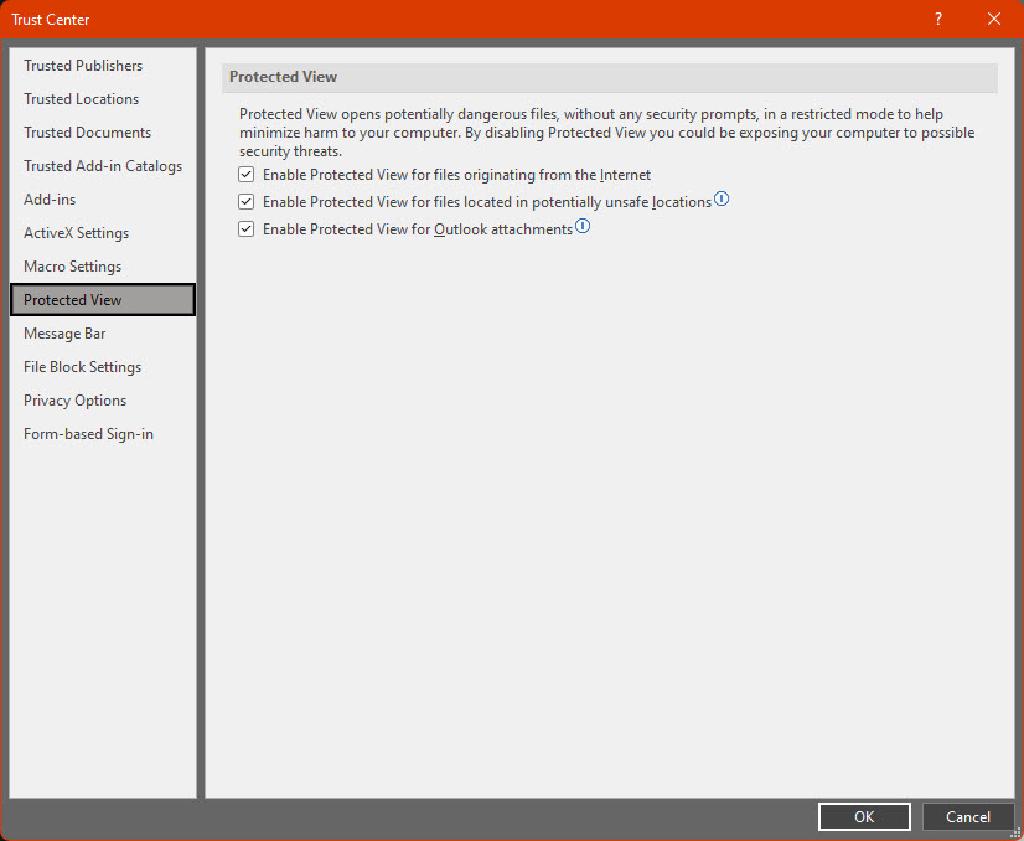 Trust Center
?
Trusted Publishers
Trusted Locations
Trusted Documents
Trusted Add-in Catalogs
Add-ins
ActiveX Settings
Macro Settings
Protected View
Message Bar
File Block Settings
Privacy Options
Form-based Sign-in
Protected View
Protected View opens potentially dangerous files, without any security prompts, in a restricted mode to help
minimize harm to your computer. By disabling Protected View you could be exposing your computer to possible
security threats.
Enable Protected View for files originating from the Internet
Enable Protected View for files located in potentially unsafe locations
Enable Protected View for Outlook attachments
OK
Cancel